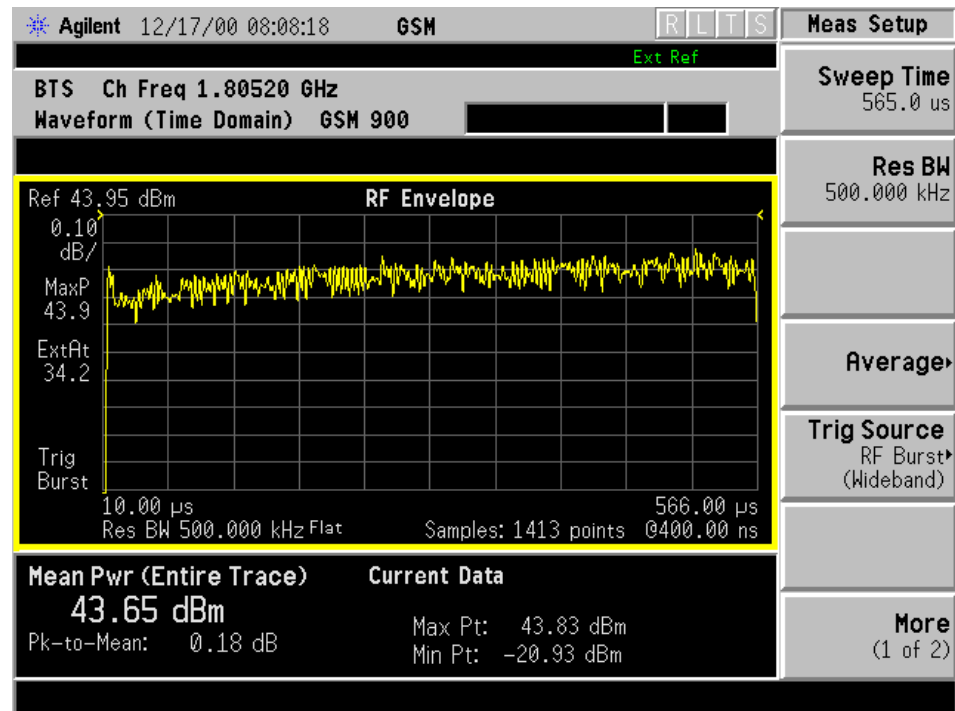 Agilent 12/17/00 08:08:18 GSM R L T S
Meas Setup
Ext Ref
BTS Ch Freq 1.80520 GHz
Waveform (Time Domain) GSM 900
Sweep Time
565.0 us
Res BW
500.000 kHz
Average
Trig Source
RF Burst
(Wideband)
More
(1 of 2)
Ref 43.95 dBm RF Envelope
0.10
dB/
MaxP
43.9
ExtAt
34.2
Trig
Burst
10.00 µs 566.00 µs
Res BW 500.000 kHz Flat Samples: 1413 points @400.00 ns
Mean Pwr (Entire Trace) Current Data
43.65 dBm
Pk-to-Mean: 0.18 dB
Max Pt: 43.83 dBm
Min Pt: -20.93 dBm